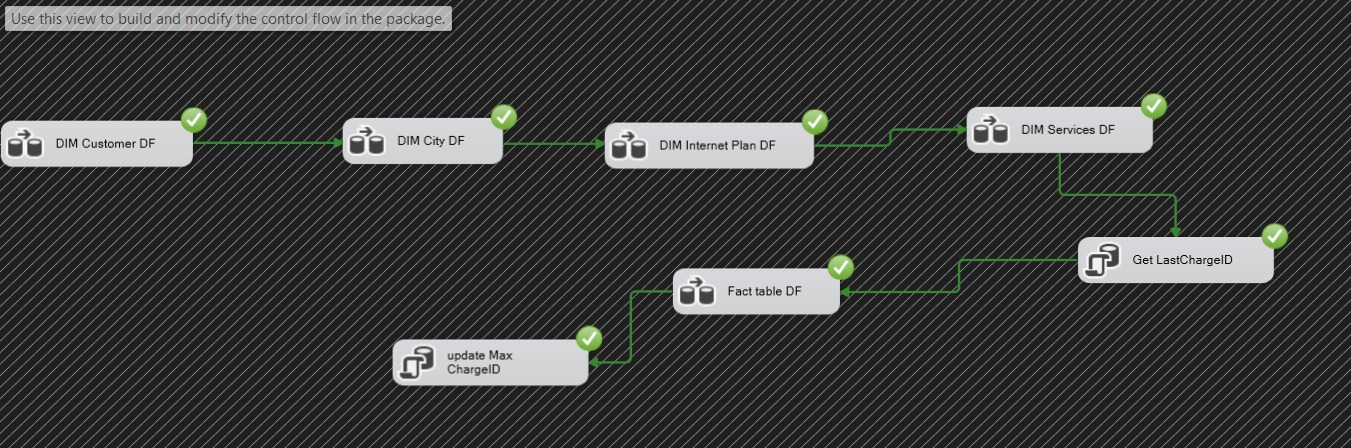 Use this view to build and modify the control flow in the package.
DIM Customer DF
DIM City DF
DIM Internet Plan DF
DIM Services DF
Get LastChargeID
Fact table DF
update Max
ChargeID